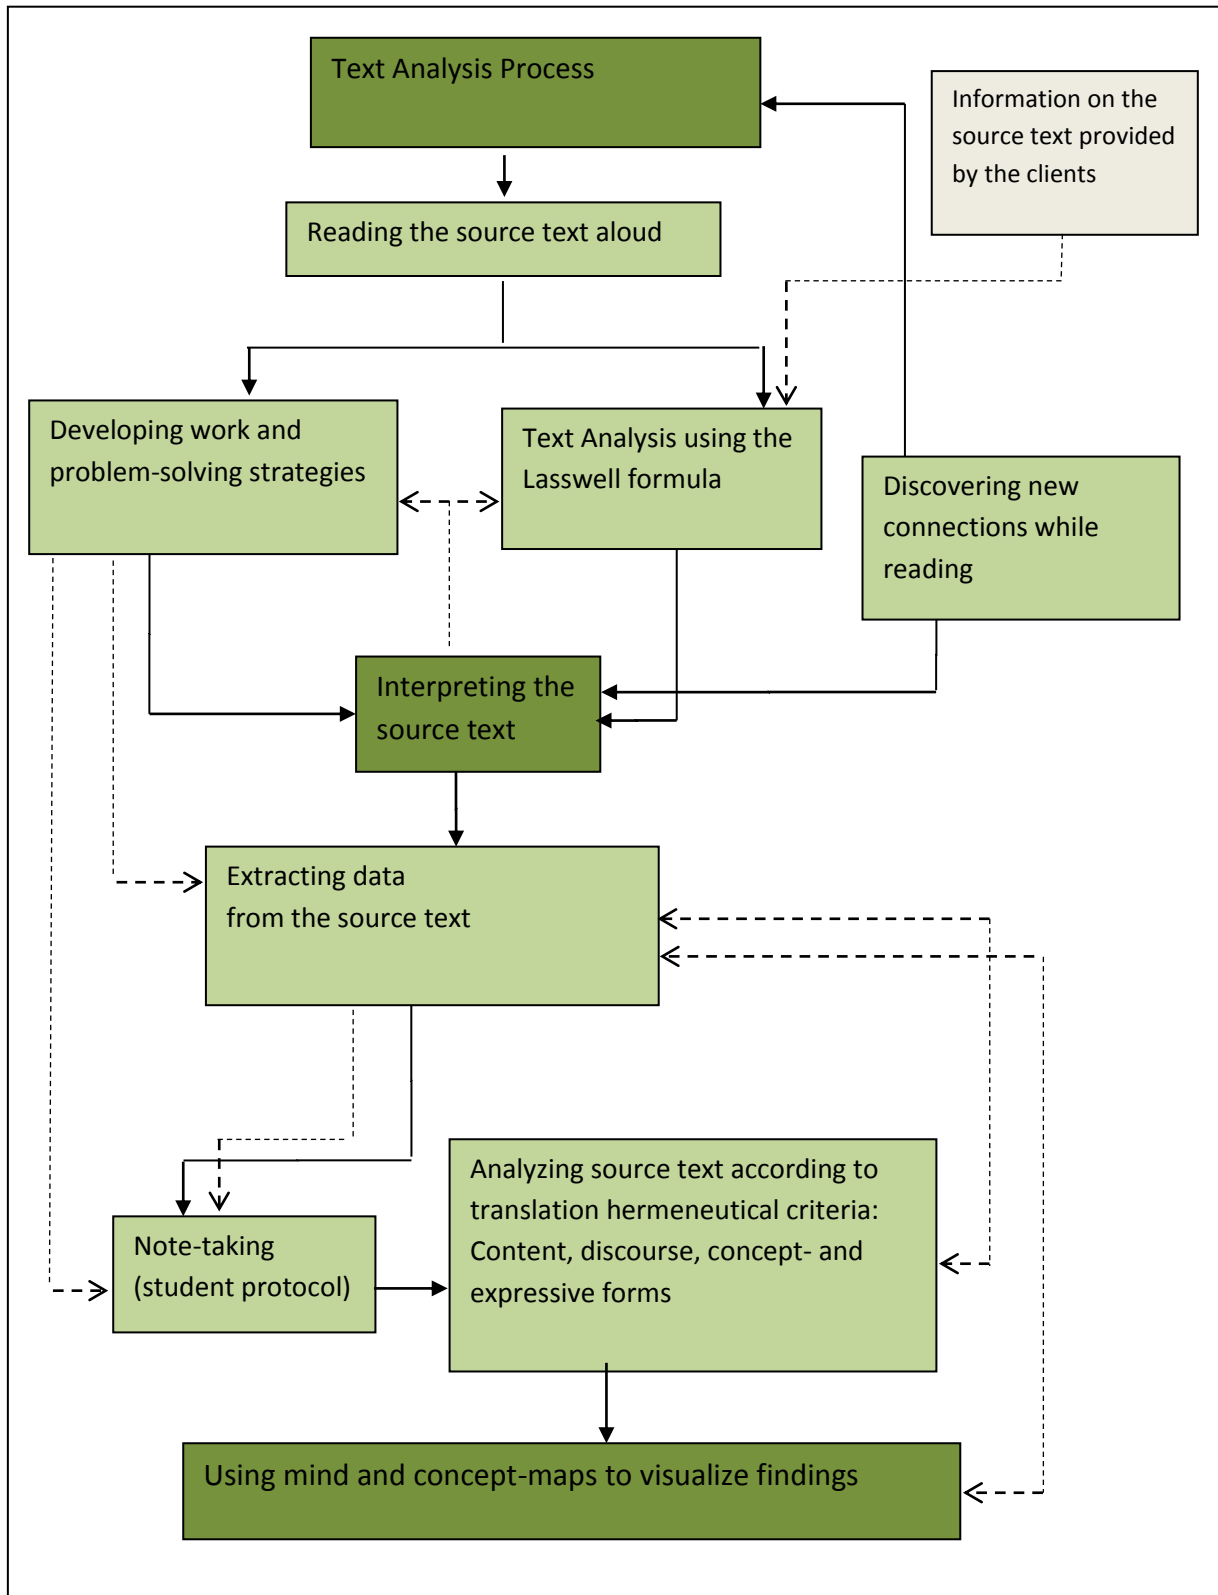 Text Analysis Process
Information on the
source text provided
by the clients
Reading the source text aloud
Developing work and
problem-solving strategies
Text Analysis using the
Lasswell formula
Discovering new
connections while
reading
Interpreting the
source text
Extracting data
from the source text
Analyzing source text according to
translation hermeneutical criteria:
Content, discourse, concept- and
expressive forms
Note-taking
(student protocol)
Using mind and concept-maps to visualize findings